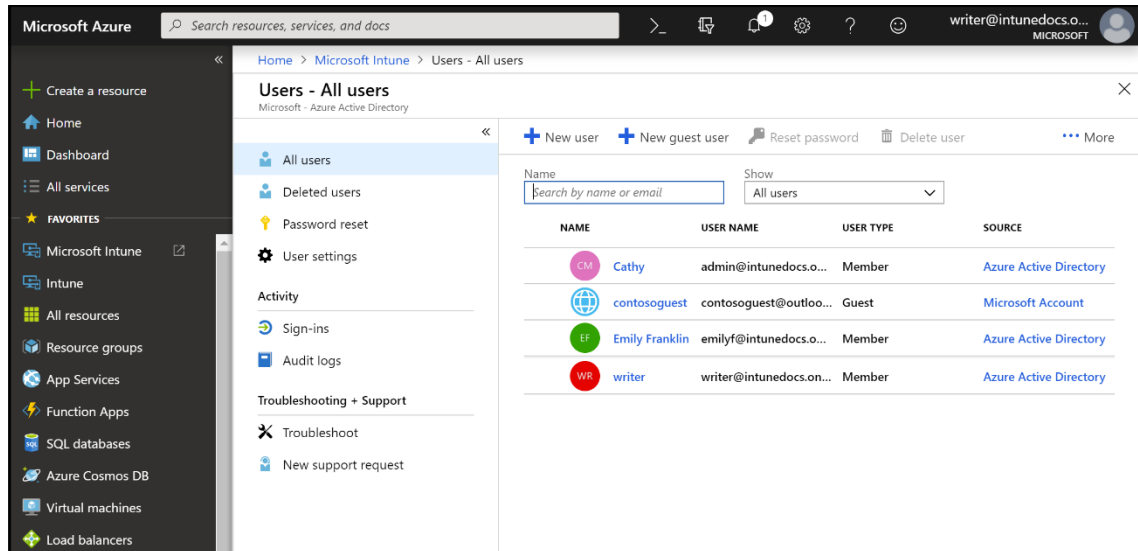 Microsoft Azure
Search resources, services, and docs
>_
1
?
writer@intunedocs.o...
MICROSOFT
«
Create a resource
Home
Dashboard
All services
FAVORITES
Microsoft Intune
Intune
All resources
Resource groups
App Services
Function Apps
SQL databases
Azure Cosmos DB
Virtual machines
Load balancers
Home > Microsoft Intune > Users - All users
Users - All users
Microsoft - Azure Active Directory
«
All users
Deleted users
Password reset
User settings
Activity
Sign-ins
Audit logs
Troubleshooting + Support
Troubleshoot
New support request
New user New guest user Reset password Delete user ••• More
Name Show
Search by name or email All users
NAME USER NAME USER TYPE SOURCE
CM Cathy admin@intunedocs.o... Member Azure Active Directory
contosoguest contosoguest@outloo... Guest Microsoft Account
EF Emily Franklin emilyf@intunedocs.o... Member Azure Active Directory
WR writer writer@intunedocs.on... Member Azure Active Directory